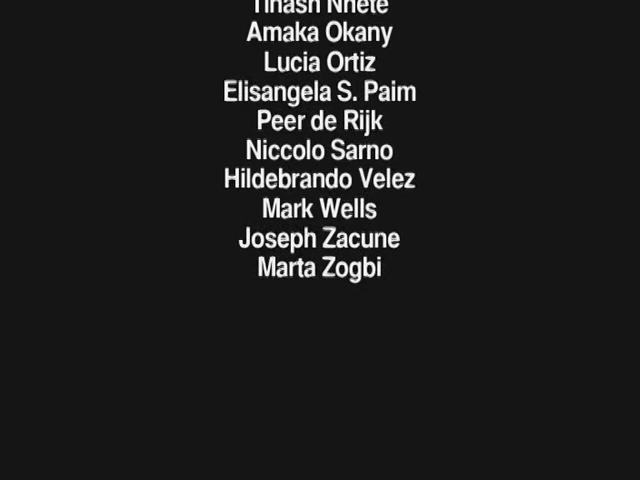 Amaka Okany
Lucia Ortiz
Elisangela S. Paim
Peer de Rijk
Niccolo Sarno
Hildebrando Velez
Mark Wells
Joseph Zacune
Marta Zogbi